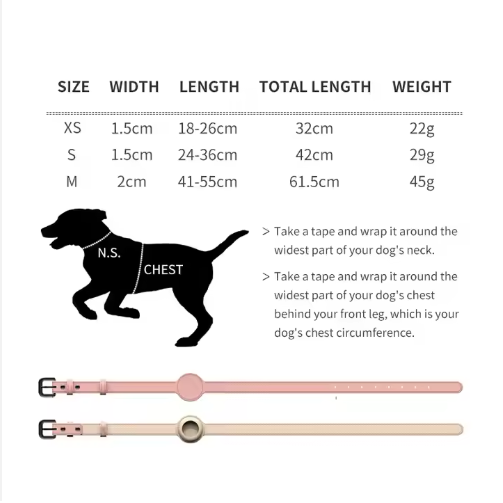 SIZE WIDTH LENGTH TOTAL LENGTH WEIGHT
XS 1.5cm 18-26cm 32cm 22g
S 1.5cm 24-36cm 42cm 29g
M 2cm 41-55cm 61.5cm 45g
N.S.
CHEST
> Take a tape and wrap it around the
widest part of your dog's neck.
> Take a tape and wrap it around the
widest part of your dog's chest
behind your front leg, which is your
dog's chest circumference.